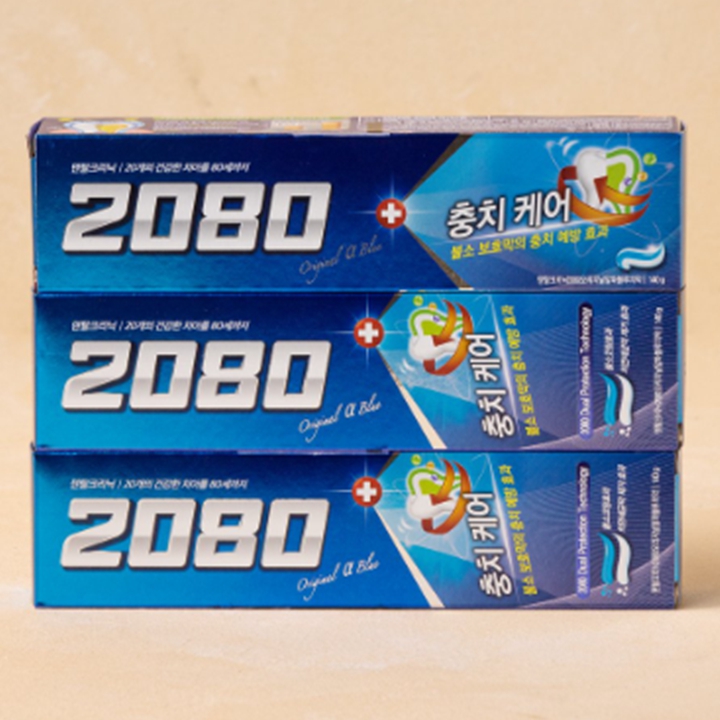 덴탈크리닉 | 20개의 건강한 치아를 80세까지
2080
Original α Blue
충치 케어
불소 보호막의 충치 예방 효과
140g
덴탈크리닉 | 20개의 건강한 치아를 80세까지
2080
Original α Blue
충치 케어
불소 보호막의 충치 예방 효과
2080 Dual Protection Technology
덴탈크리닉 | 20개의 건강한 치아를 80세까지
2080
Original α Blue
충치 케어
불소 보호막의 충치 예방 효과
2080 Dual Protection Technology
140g